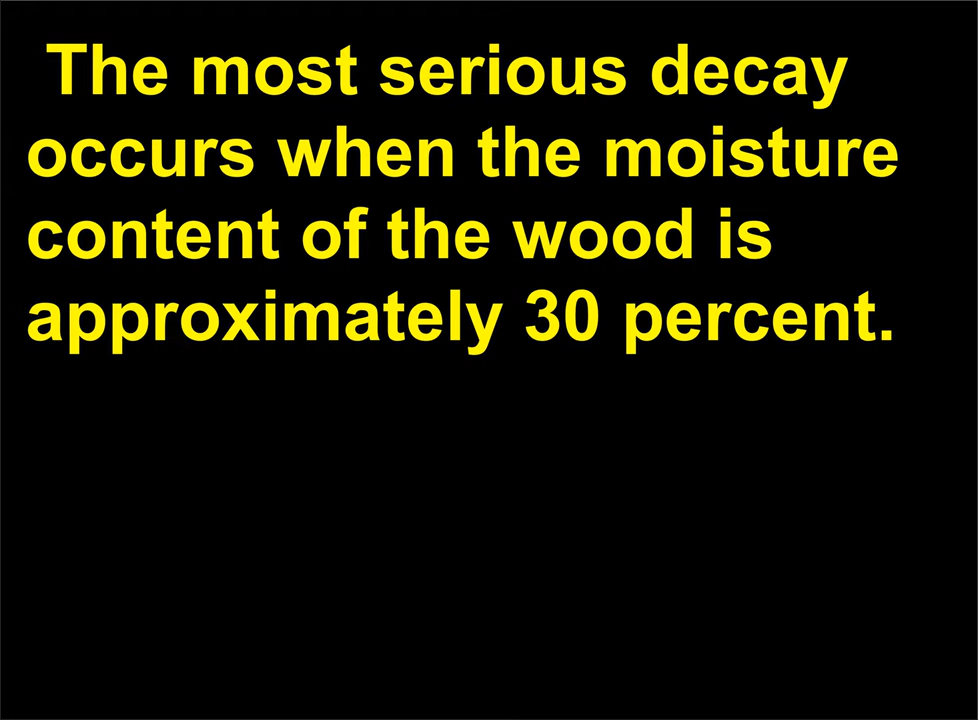 The most serious decay
occurs when the moisture
content of the wood is
approximately 30 percent.